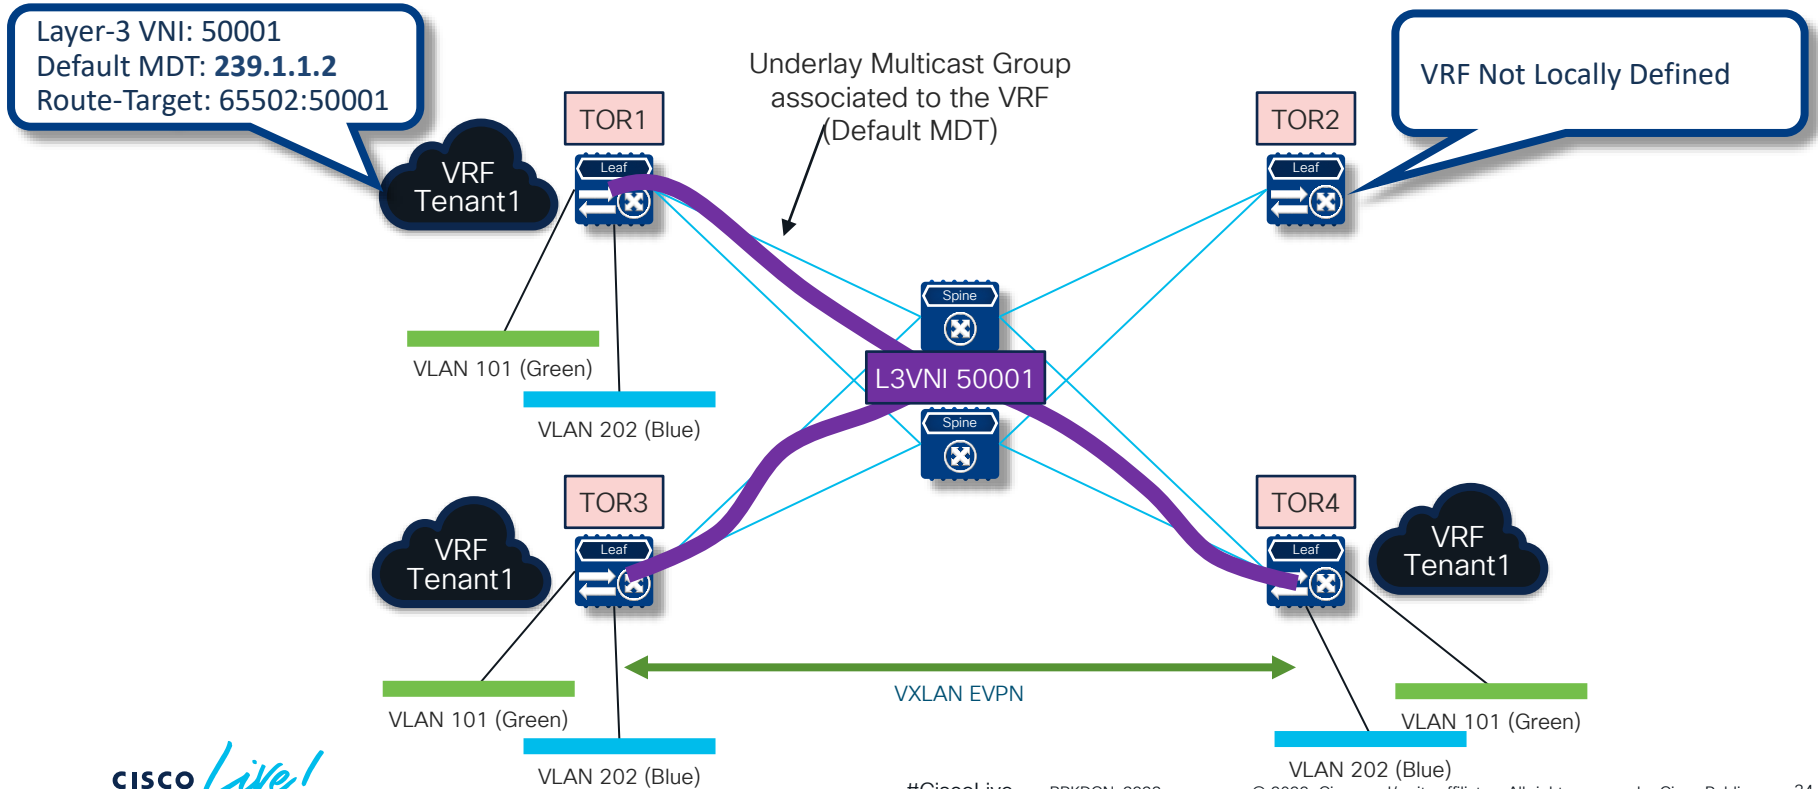 Layer-3 VNI: 50001
Default MDT: 239.1.1.2
Route-Target: 65502:50001
Underlay Multicast Group
associated to the VRF
(Default MDT)
VRF Not Locally Defined
TOR1
Leaf
VRF
Tenant1
TOR2
Leaf
Spine
L3VNI 50001
Spine
VLAN 101 (Green)
VLAN 202 (Blue)
TOR3
Leaf
VRF
Tenant1
TOR4
Leaf
VRF
Tenant1
VXLAN EVPN
VLAN 101 (Green)
VLAN 202 (Blue)
VLAN 101 (Green)
VLAN 202 (Blue)
CISCO Live!
#CiscoLive